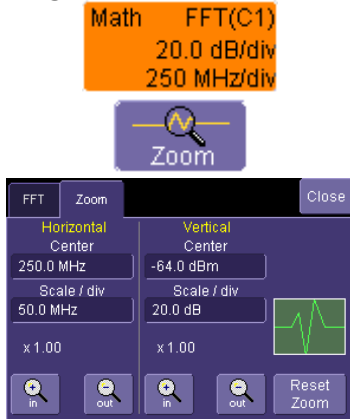 Math FFT(C1)
20.0 dB/div
250 MHz/div
Zoom
FFT Zoom Close
Horizontal Vertical
Center Center
250.0 MHz -64.0 dBm
Scale / div Scale / div
50.0 MHz 20.0 dB
x 1.00 x 1.00
in out in out Reset
Zoom